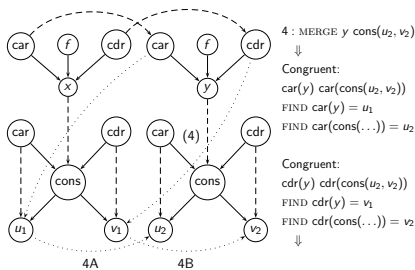 car f cdr car f cdr
x y
car cdr car (4) cdr
cons cons
u₁ v₁ u₂ v₂
4A 4B
4 : MERGE y cons(u₂, v₂)
⇓
Congruent:
car(y) car(cons(u₂, v₂))
FIND car(y) = u₁
FIND car(cons(...)) = u₂
Congruent:
cdr(y) cdr(cons(u₂, v₂))
FIND cdr(y) = v₁
FIND cdr(cons(...)) = v₂
⇓